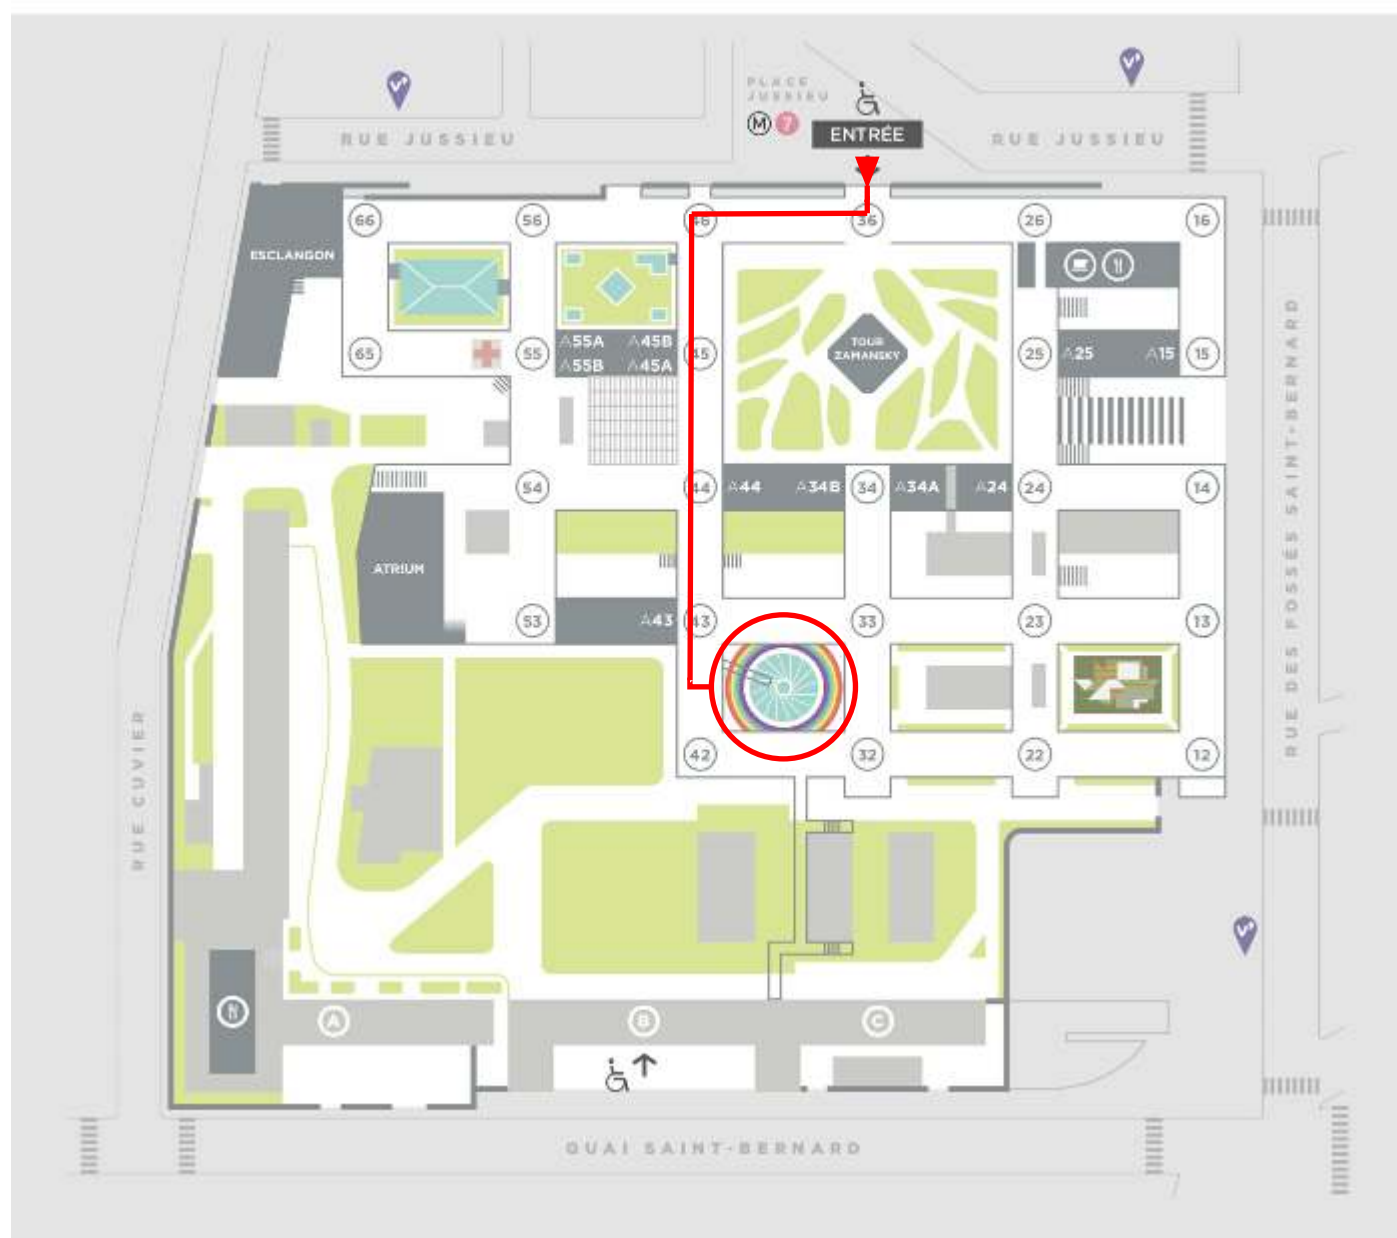 PLACE
JUSSIEU
M 7
ENTRÉE
RUE JUSSIEU
RUE JUSSIEU
66
56
46
36
26
16
ESCLANGON
65
55
A55A A45B
A55B A45A
45
TOUR
ZAMANSKY
25
A25 A15
15
54
44
A44 A34B
34
A34A A24
24
14
ATRIUM
53
A43
43
33
23
13
42
32
22
12
RUE CUVIER
RUE DES FOSSES SAINT-BERNARD
A
B
C
QUAI SAINT-BERNARD